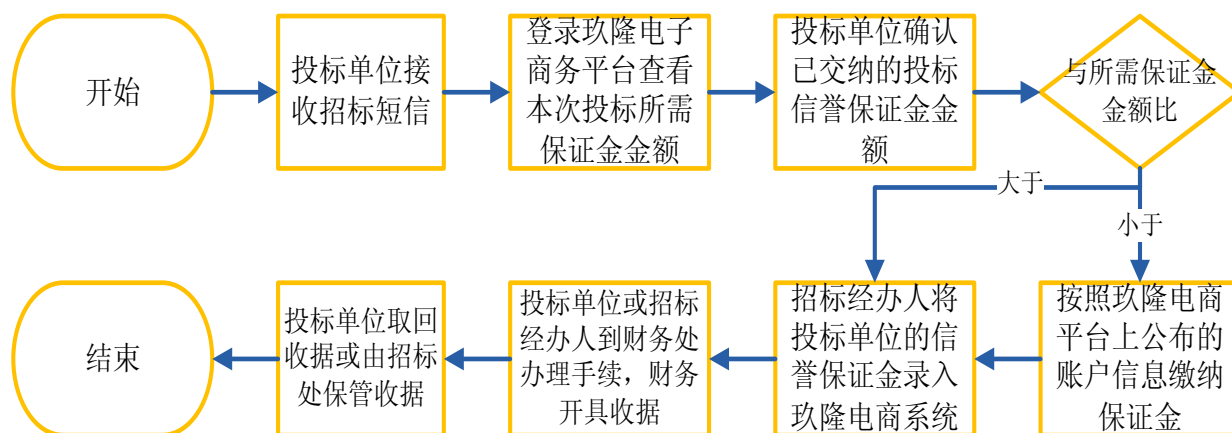 开始
投标单位接
收招标短信
登录玖隆电子
商务平台查看
本次投标所需
保证金金额
投标单位确认
已交纳的投标
信誉保证金金
额
与所需保证金
金额比
大于
小于
结束
投标单位取回
收据或由招标
处保管收据
投标单位或招标
经办人到财务处
办理手续，财务
开具收据
招标经办人将
投标单位的信
誉保证金录入
玖隆电商系统
按照玖隆电商
平台上公布的
账户信息缴纳
保证金